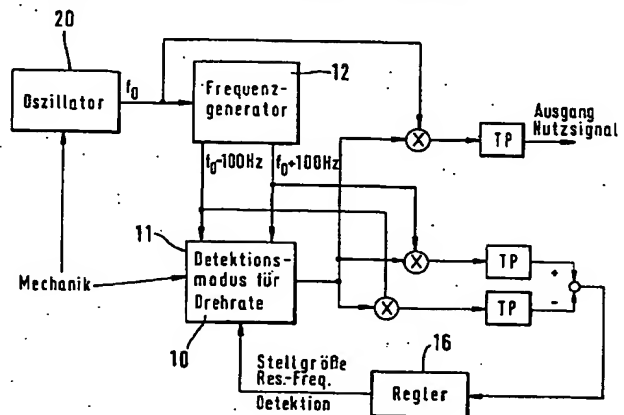 20
Oszillator
f0
Frequenz-
generator
12
Ausgang
Nutzsignal
TP
f0-100Hz
f0+100Hz
11
Detektions-
modus für
Drehrate
Mechanik
10
TP
+
TP
-
Stellgröße
Res.-Freq.
Detektion
16
Regler